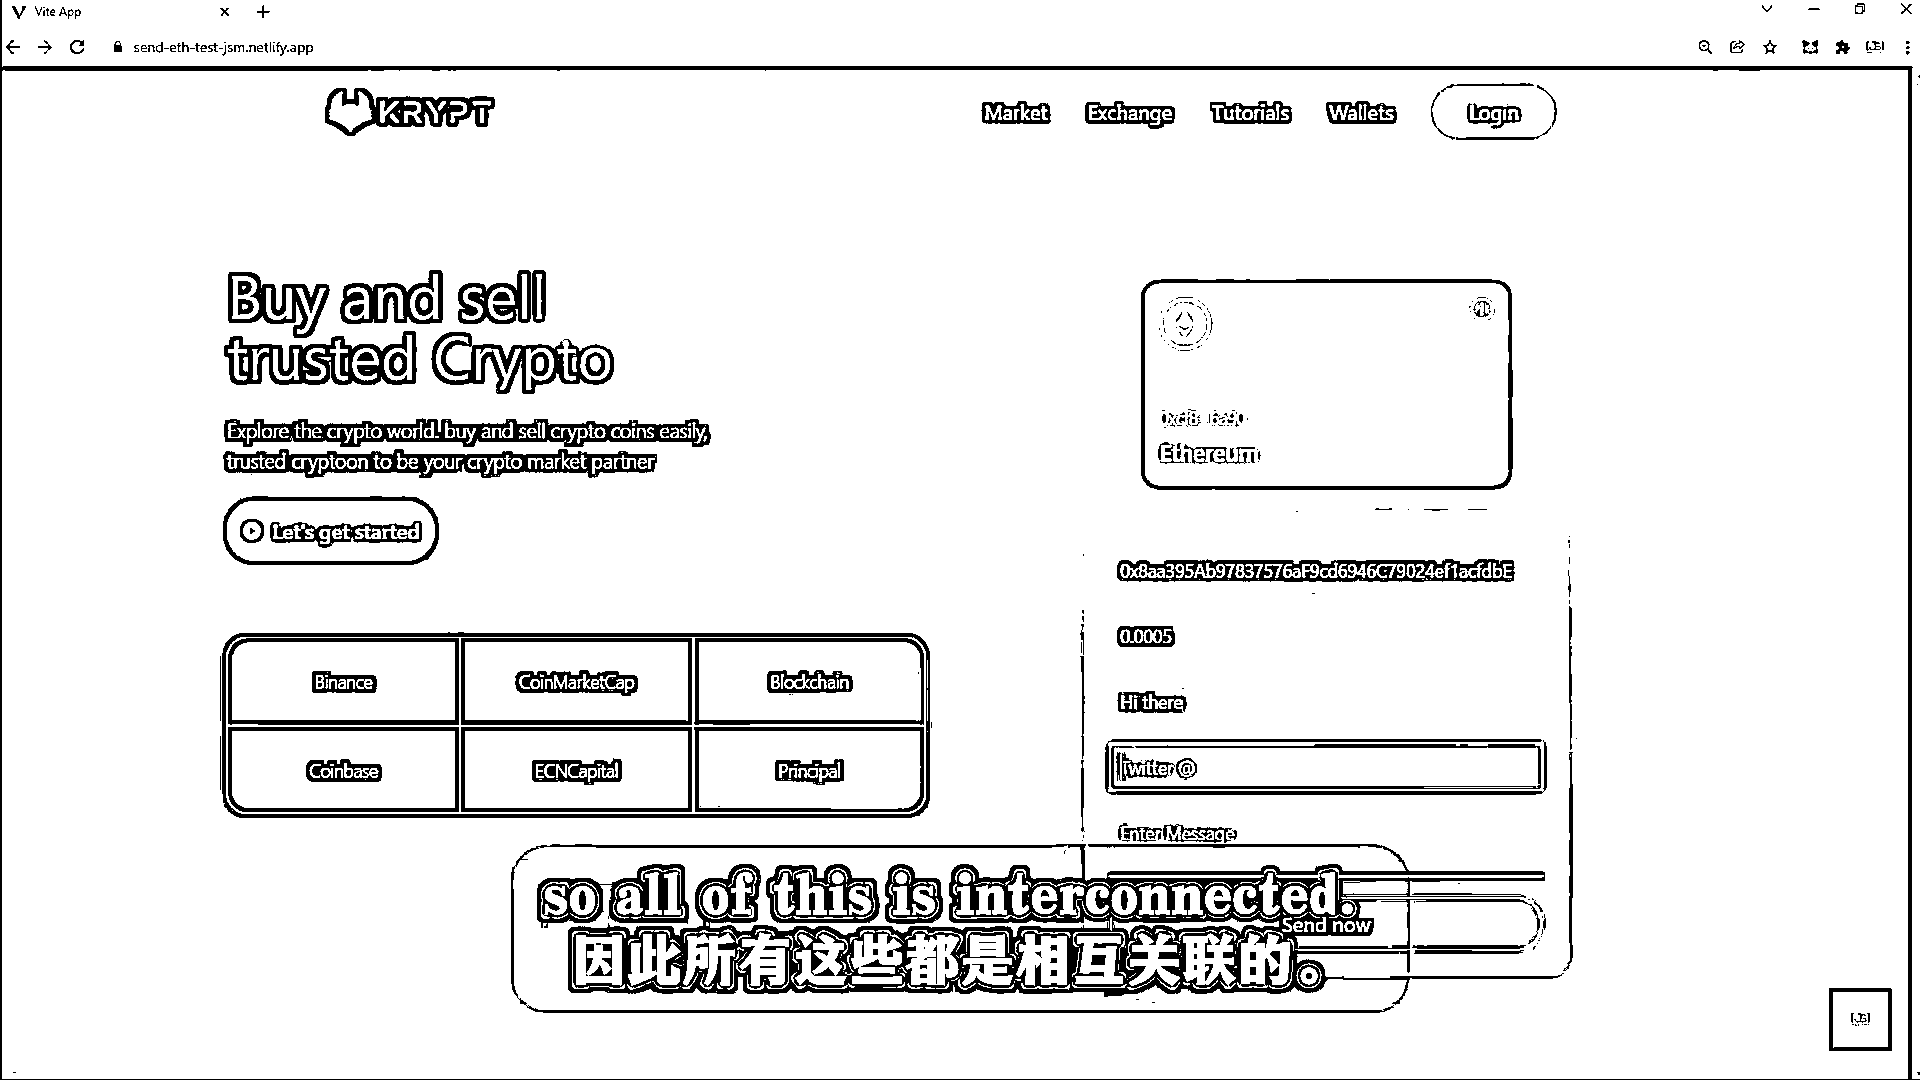 Vite App
send-eth-test-jsm.netlify.app
KRYPT
Market Exchange Tutorials Wallets Login
Buy and sell
trusted Crypto
Explore the crypto world. buy and sell crypto coins easily,
trusted cryptoon to be your crypto market partner
Let's get started
Ethereum
0x8aa395Ab97837576aF9cd6946C79024ef1acfdbE
0.0005
Hi there
Twitter @
Enter Message
Send now
Binance CoinMarketCap Blockchain
Coinbase ECNCapital Principal
so all of this is interconnected.
因此所有这些都是相互关联的。